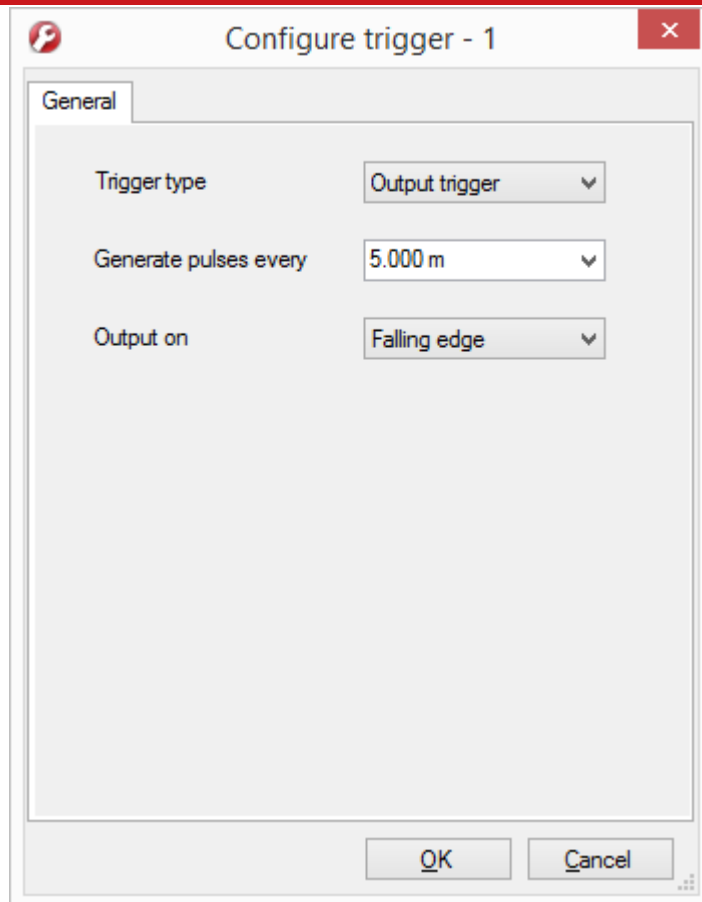 Configure trigger - 1
General
Trigger type Output trigger
Generate pulses every 5.000 m
Output on Falling edge
OK Cancel